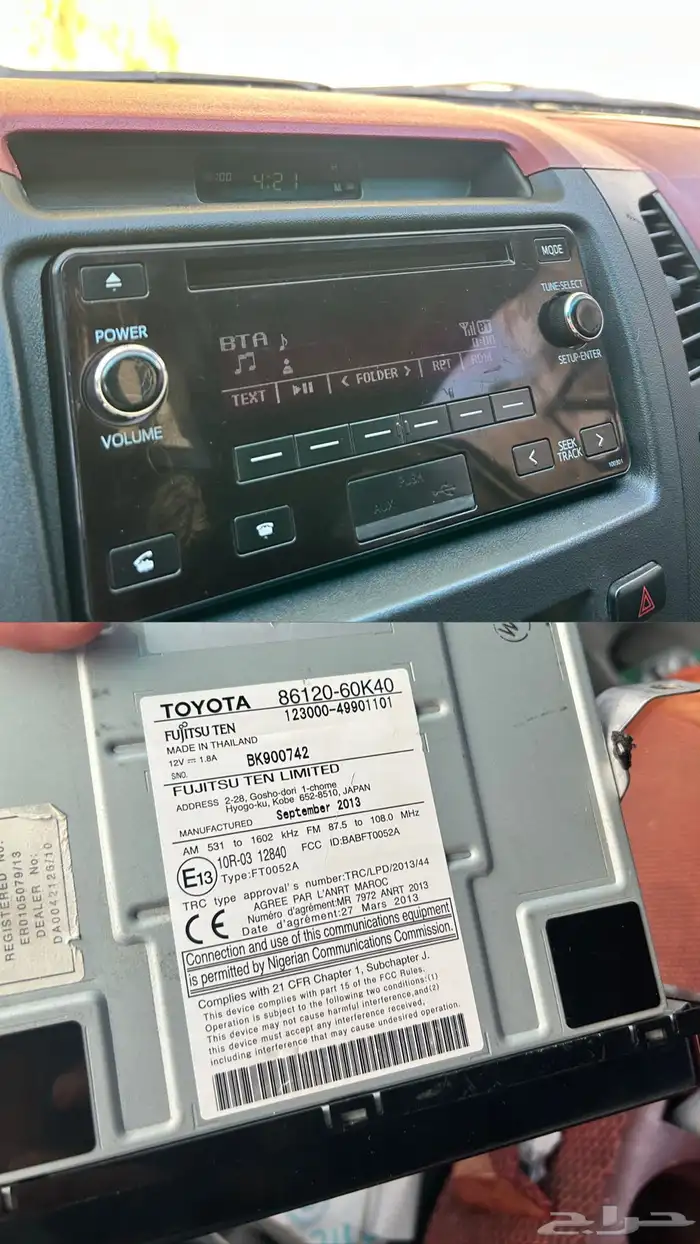 4:21
MODE
TUNE·SELECT
POWER
BTA
BT
SETUP·ENTER
TEXT
< FOLDER >
RPT
RDM
VOLUME
SEEK
TRACK
PUSH
AUX
TOYOTA 86120-60K40
123000-49901101
FUJITSU TEN
MADE IN THAILAND
12V 1.8A
SNO. BK900742
FUJITSU TEN LIMITED
ADDRESS 2-28, Gosho-dori 1-chome
Hyogo-ku, Kobe 652-8510, JAPAN
MANUFACTURED September 2013
AM 531 to 1602 kHz FM 87.5 to 108.0 MHz
E13 10R-03 12840 FCC ID:BABFT0052A
Type:FT0052A
TRC type approval's number:TRC/LPD/2013/44
CE AGREE PAR L'ANRT MAROC
Numéro d'agrément:MR 7972 ANRT 2013
Date d'agrément:27 Mars 2013
Connection and use of this communications equipment
is permitted by Nigerian Communications Commission.
Complies with 21 CFR Chapter 1, Subchapter J.
This device complies with part 15 of the FCC Rules.
Operation is subject to the following two conditions:(1)
This device may not cause harmful interference,and(2)
this device must accept any interference received,
including interference that may cause undesired operation.
REGISTERED No:
ER0105079/13
DEALER No:
DA0042126/10
حراج